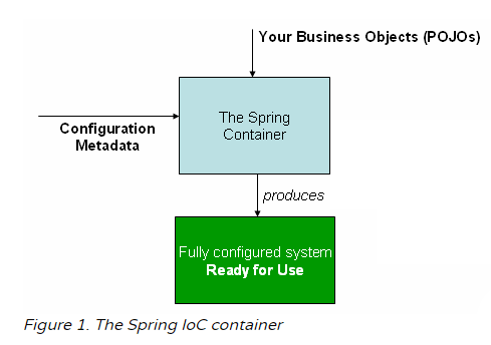 Your Business Objects (POJOs)
The Spring
Container
Configuration
Metadata
produces
Fully configured system
Ready for Use
Figure 1. The Spring IoC container